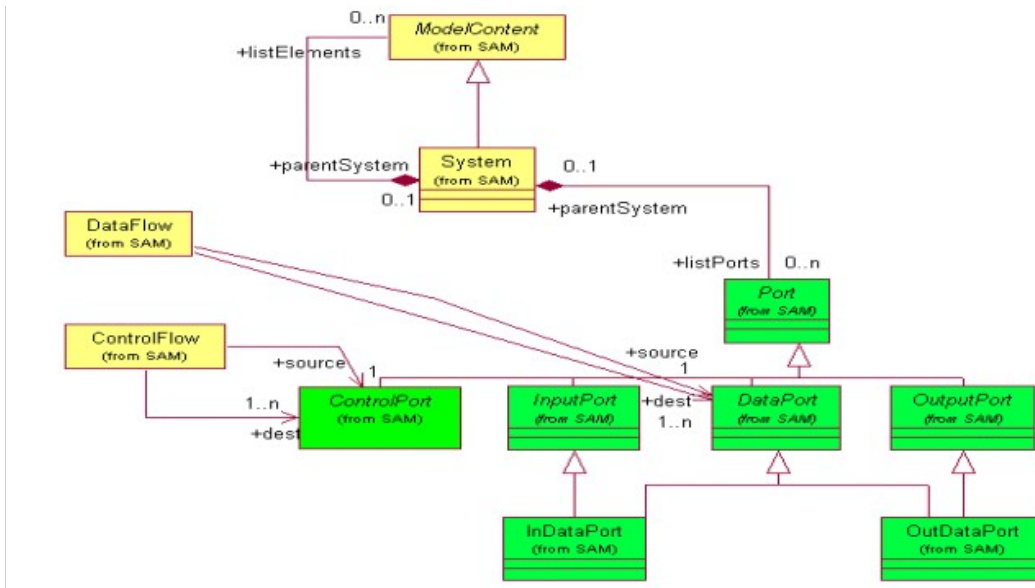 0..n
ModelContent
(from SAM)
+listElements
+parentSystem
0..1
System
(from SAM)
0..1
+parentSystem
DataFlow
(from SAM)
+listPorts
0..n
Port
(from SAM)
ControlFlow
(from SAM)
+source
1
+source
1
ControlPort
(from SAM)
1..n
+dest
InputPort
(from SAM)
+dest
1..n
DataPort
(from SAM)
OutputPort
(from SAM)
InDataPort
(from SAM)
OutDataPort
(from SAM)